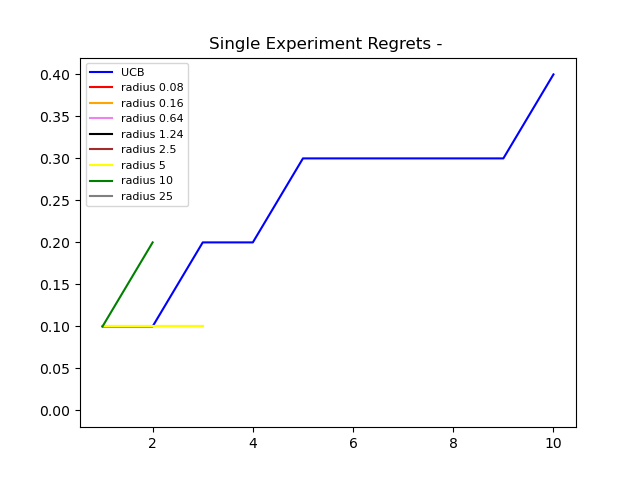 Single Experiment Regrets -
UCB
radius 0.08
radius 0.16
radius 0.64
radius 1.24
radius 2.5
radius 5
radius 10
radius 25
0.40
0.35
0.30
0.25
0.20
0.15
0.10
0.05
0.00
2 4 6 8 10